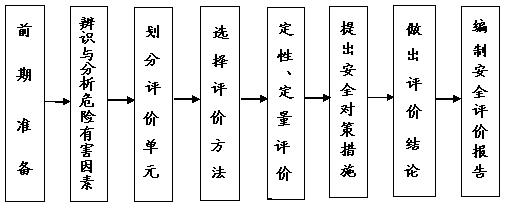 前期准备
辨识与分析危险有害因素
划分评价单元
选择评价方法
定性、定量评价
提出安全对策措施
做出评价结论
编制安全评价报告